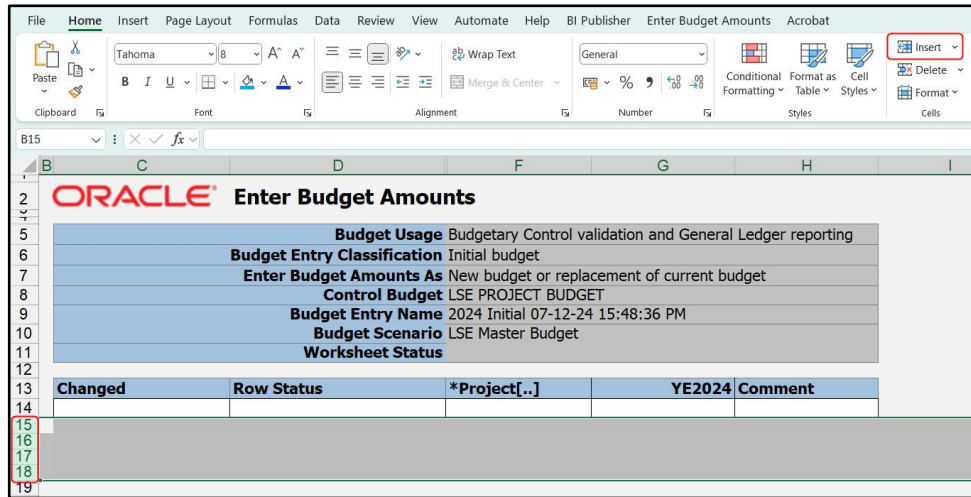 File Home Insert Page Layout Formulas Data Review View Automate Help BI Publisher Enter Budget Amounts Acrobat
Paste
Clipboard
Tahoma 8 A^ A˅
B I U A
Font
Wrap Text
Merge & Center
Alignment
General
% 9 .00
Number
Conditional Formatting
Format as Table
Cell Styles
Styles
Insert
Delete
Format
Cells
B15 fx
B C D F G H I
2 ORACLE Enter Budget Amounts
5 Budget Usage Budgetary Control validation and General Ledger reporting
6 Budget Entry Classification Initial budget
7 Enter Budget Amounts As New budget or replacement of current budget
8 Control Budget LSE PROJECT BUDGET
9 Budget Entry Name 2024 Initial 07-12-24 15:48:36 PM
10 Budget Scenario LSE Master Budget
11 Worksheet Status
12
13 Changed Row Status *Project[..] YE2024 Comment
14
15
16
17
18
19